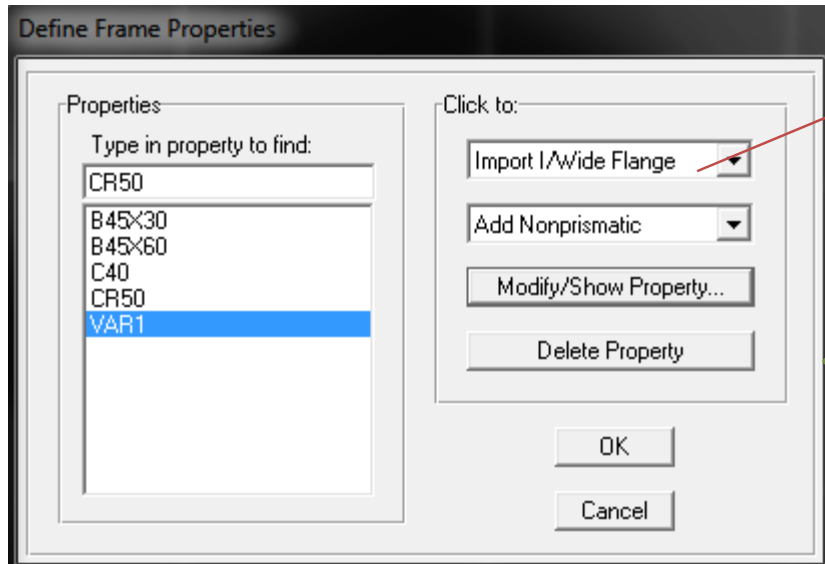 Define Frame Properties
Properties
Type in property to find:
CR50
B45X30
B45X60
C40
CR50
VAR1
Click to:
Import I/Wide Flange
Add Nonprismatic
Modify/Show Property...
Delete Property
OK
Cancel